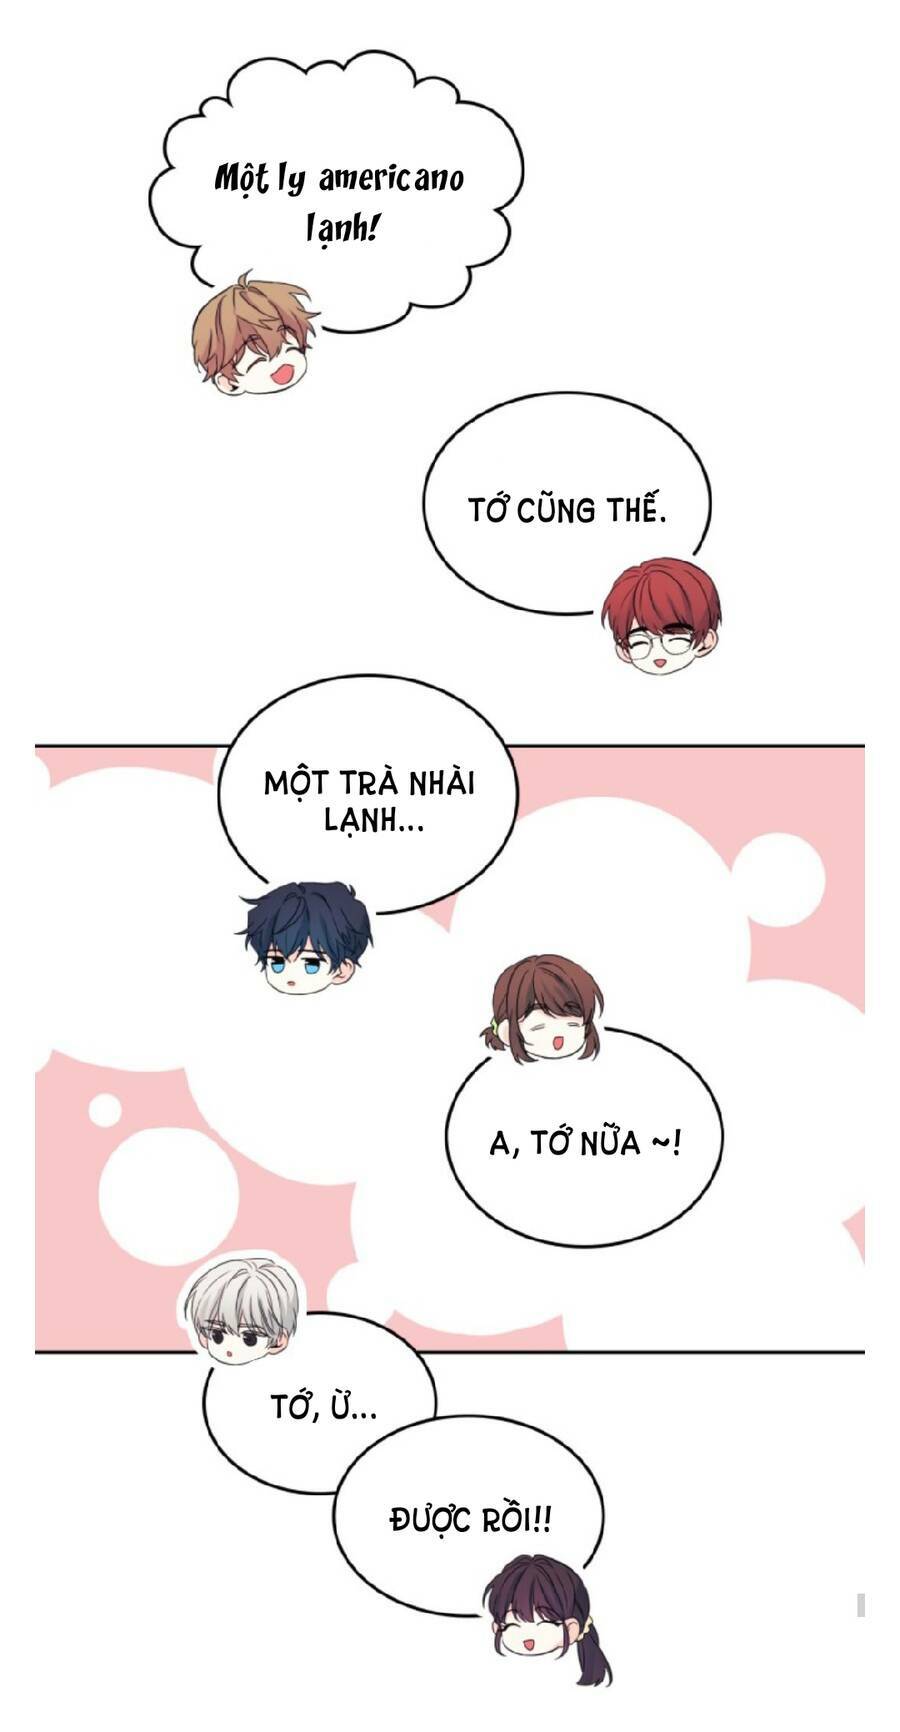 Một ly americano
lạnh!
TỚ CŨNG THẾ.
MỘT TRÀ NHÀI
LẠNH...
A, TỚ NỮA ~!
TỚ, Ừ...
ĐƯỢC RỒI!!